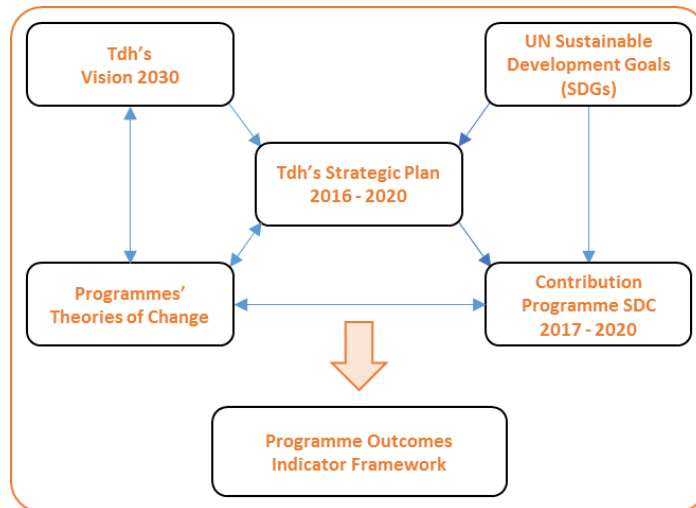 Tdh's
Vision 2030
UN Sustainable
Development Goals
(SDGs)
Tdh's Strategic Plan
2016 - 2020
Programmes'
Theories of Change
Contribution
Programme SDC
2017 - 2020
Programme Outcomes
Indicator Framework